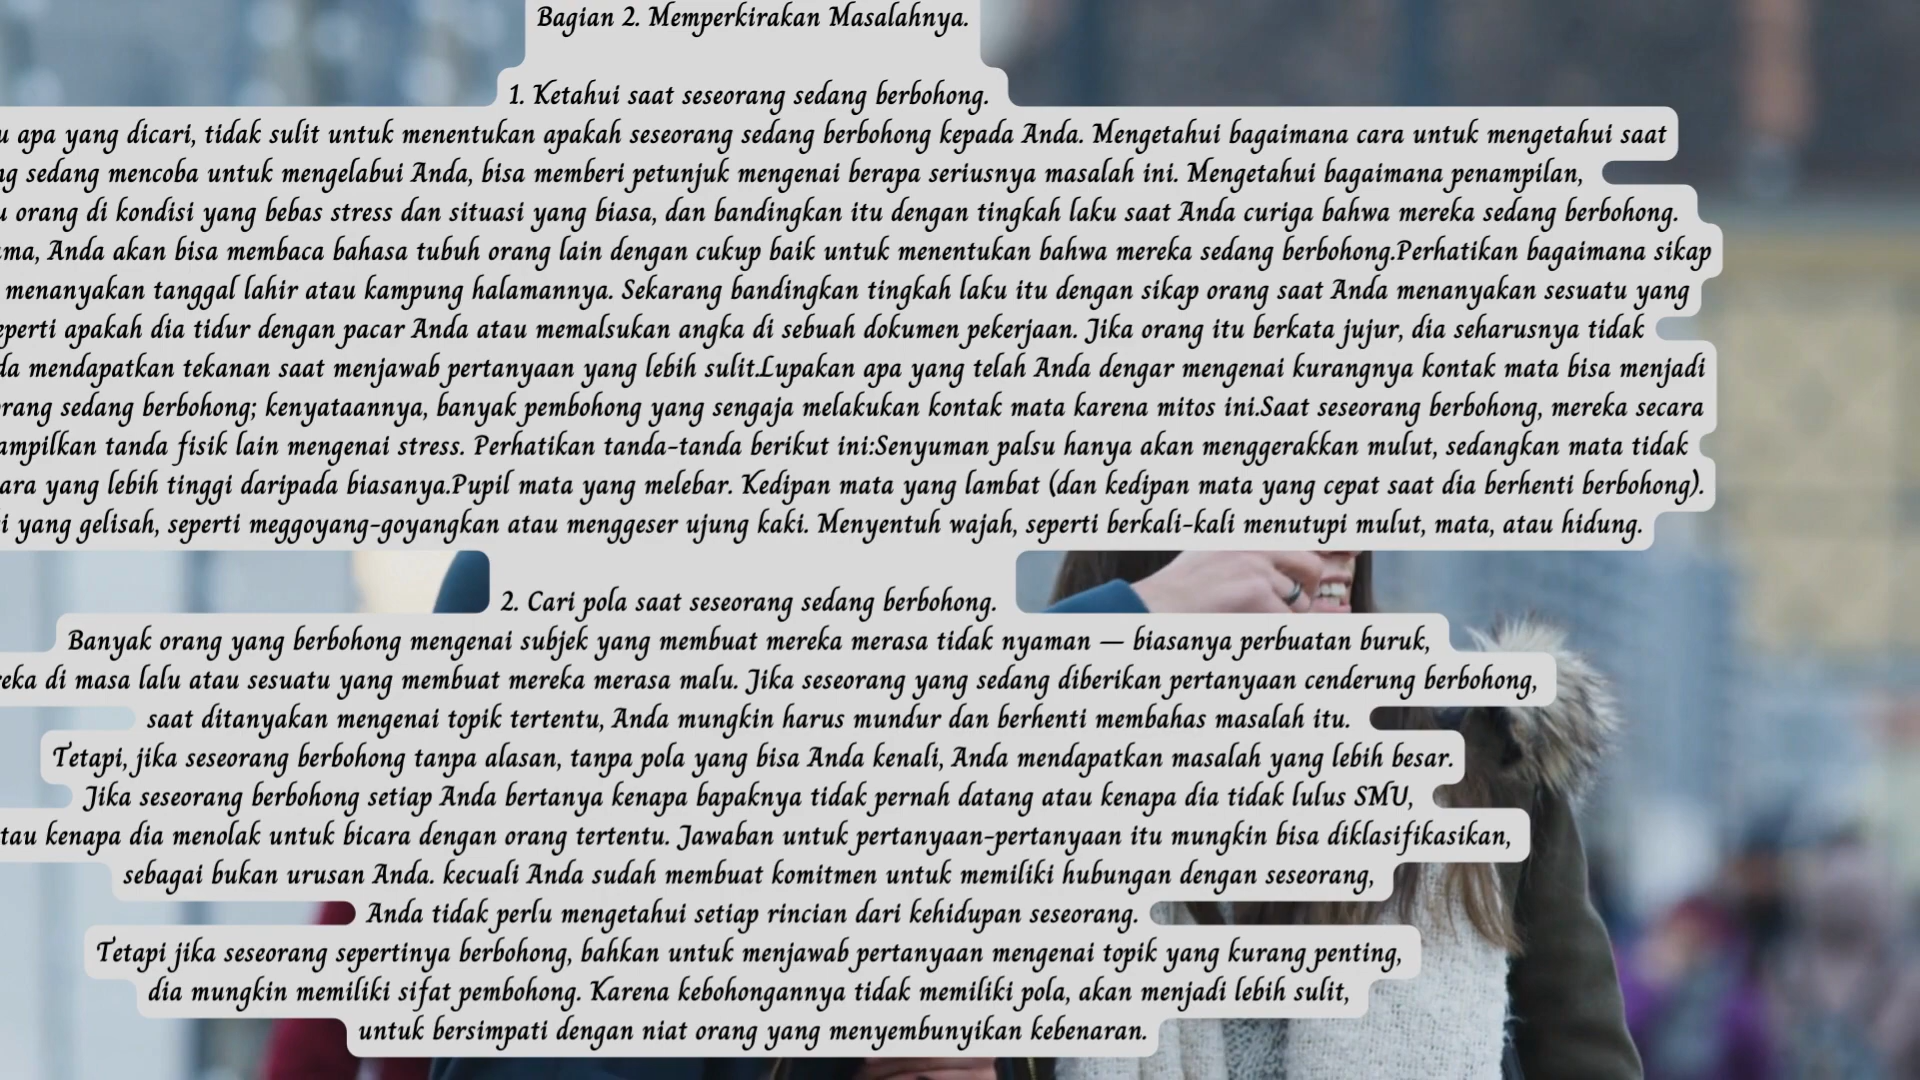 Bagian 2. Memperkirakan Masalahnya.
1. Ketahui saat seseorang sedang berbohong.
apa yang dicari, tidak sulit untuk menentukan apakah seseorang sedang berbohong kepada Anda. Mengetahui bagaimana cara untuk mengetahui saat
sedang mencoba untuk mengelabui Anda, bisa memberi petunjuk mengenai berapa seriusnya masalah ini. Mengetahui bagaimana penampilan,
orang di kondisi yang bebas stress dan situasi yang biasa, dan bandingkan itu dengan tingkah laku saat Anda curiga bahwa mereka sedang berbohong.
Anda akan bisa membaca bahasa tubuh orang lain dengan cukup baik untuk menentukan bahwa mereka sedang berbohong.Perhatikan bagaimana sikap
menanyakan tanggal lahir atau kampung halamannya. Sekarang bandingkan tingkah laku itu dengan sikap orang saat Anda menanyakan sesuatu yang
apakah dia tidur dengan pacar Anda atau memalsukan angka di sebuah dokumen pekerjaan. Jika orang itu berkata jujur, dia seharusnya tidak
mendapatkan tekanan saat menjawab pertanyaan yang lebih sulit.Lupakan apa yang telah Anda dengar mengenai kurangnya kontak mata bisa menjadi
sedang berbohong; kenyataannya, banyak pembohong yang sengaja melakukan kontak mata karena mitos ini.Saat seseorang berbohong, mereka secara
tanda fisik lain mengenai stress. Perhatikan tanda-tanda berikut ini:Senyuman palsu hanya akan menggerakkan mulut, sedangkan mata tidak
yang lebih tinggi daripada biasanya.Pupil mata yang melebar. Kedipan mata yang lambat (dan kedipan mata yang cepat saat dia berhenti berbohong).
yang gelisah, seperti meggoyang-goyangkan atau menggeser ujung kaki. Menyentuh wajah, seperti berkali-kali menutupi mulut, mata, atau hidung.
2. Cari pola saat seseorang sedang berbohong.
Banyak orang yang berbohong mengenai subjek yang membuat mereka merasa tidak nyaman — biasanya perbuatan buruk,
di masa lalu atau sesuatu yang membuat mereka merasa malu. Jika seseorang yang sedang diberikan pertanyaan cenderung berbohong,
saat ditanyakan mengenai topik tertentu, Anda mungkin harus mundur dan berhenti membahas masalah itu.
Tetapi, jika seseorang berbohong tanpa alasan, tanpa pola yang bisa Anda kenali, Anda mendapatkan masalah yang lebih besar.
Jika seseorang berbohong setiap Anda bertanya kenapa bapaknya tidak pernah datang atau kenapa dia tidak lulus SMU,
kenapa dia menolak untuk bicara dengan orang tertentu. Jawaban untuk pertanyaan-pertanyaan itu mungkin bisa diklasifikasikan,
sebagai bukan urusan Anda. kecuali Anda sudah membuat komitmen untuk memiliki hubungan dengan seseorang,
Anda tidak perlu mengetahui setiap rincian dari kehidupan seseorang.
Tetapi jika seseorang sepertinya berbohong, bahkan untuk menjawab pertanyaan mengenai topik yang kurang penting,
dia mungkin memiliki sifat pembohong. Karena kebohongannya tidak memiliki pola, akan menjadi lebih sulit,
untuk bersimpati dengan niat orang yang menyembunyikan kebenaran.